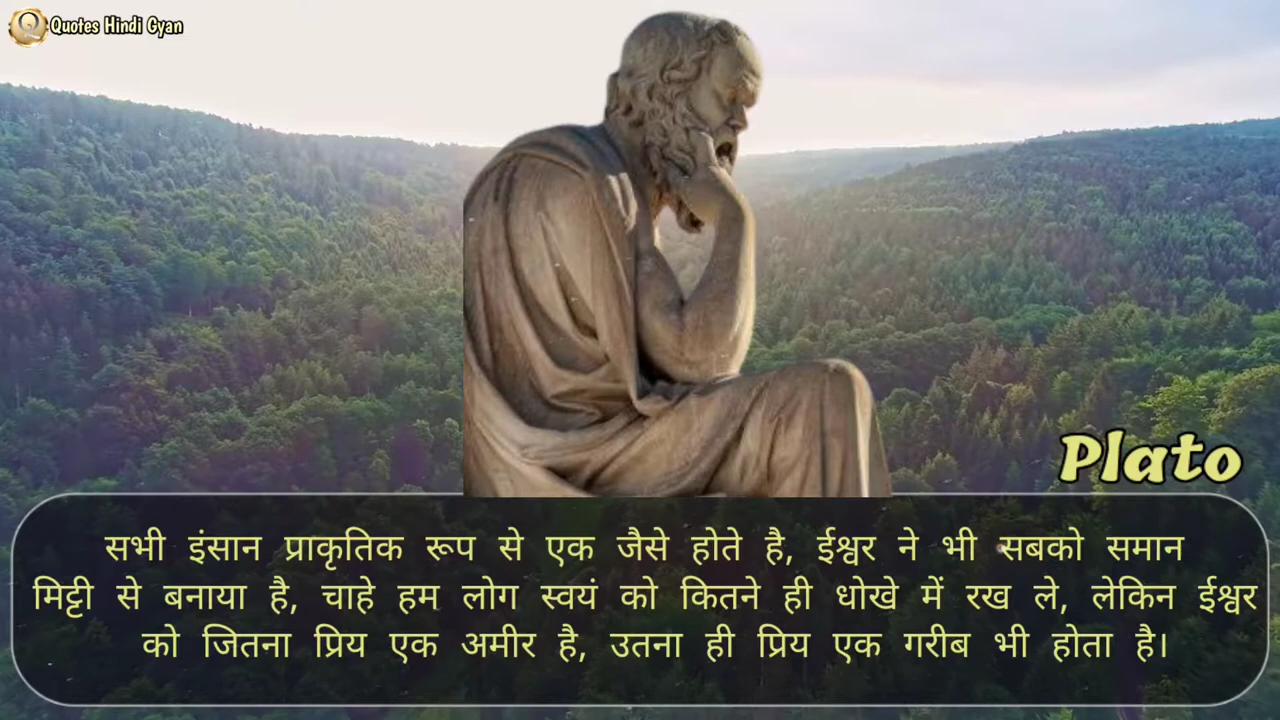 Quotes Hindi Gyan
Plato
सभी इंसान प्राकृतिक रूप से एक जैसे होते है, ईश्वर ने भी सबको समान
मिट्टी से बनाया है, चाहे हम लोग स्वयं को कितने ही धोखे में रख ले, लेकिन ईश्वर
को जितना प्रिय एक अमीर है, उतना ही प्रिय एक गरीब भी होता है।